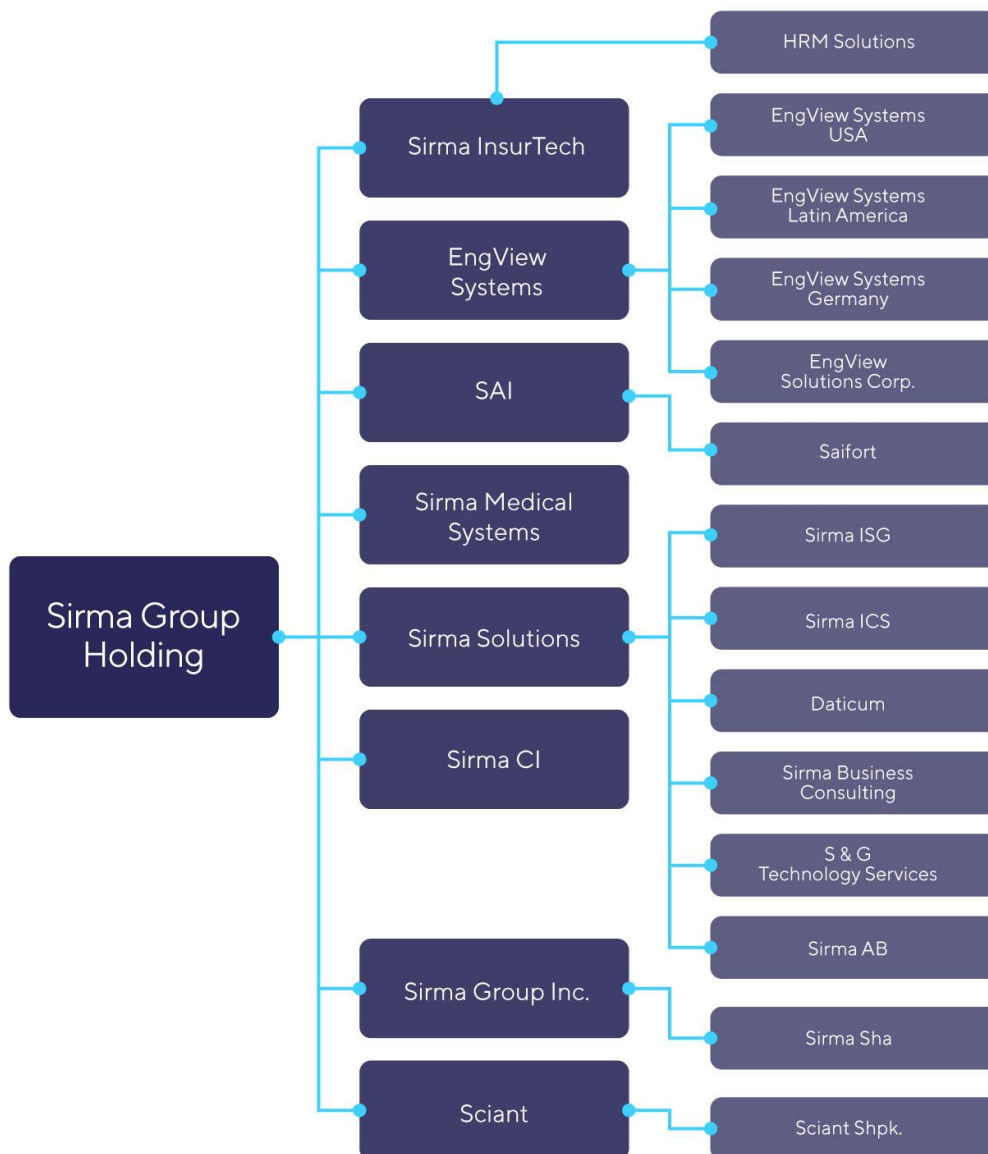 Sirma Group
Holding
Sirma InsurTech
EngView
Systems
SAI
Sirma Medical
Systems
Sirma Solutions
Sirma CI
Sirma Group Inc.
Sciant
HRM Solutions
EngView Systems
USA
EngView Systems
Latin America
EngView Systems
Germany
EngView
Solutions Corp.
Saifort
Sirma ISG
Sirma ICS
Daticum
Sirma Business
Consulting
S & G
Technology Services
Sirma AB
Sirma Sha
Sciant Shpk.